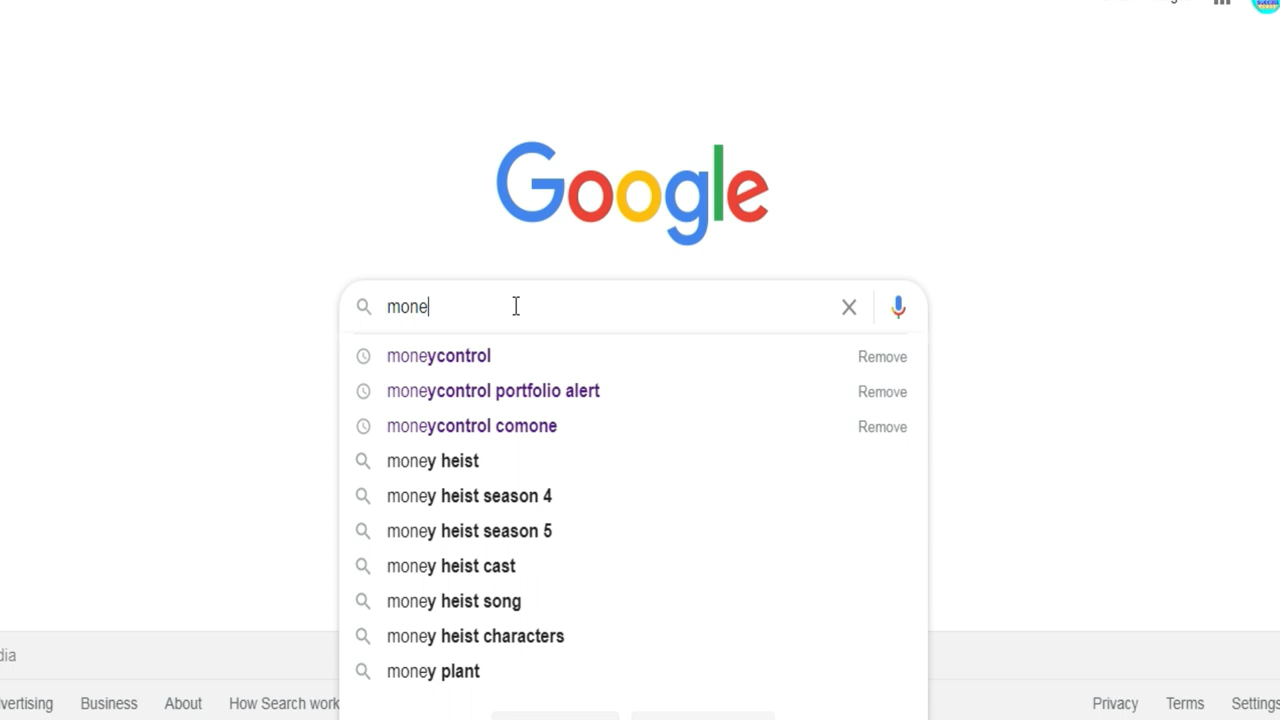 Google
mone
moneycontrol Remove
moneycontrol portfolio alert Remove
moneycontrol comone Remove
money heist
money heist season 4
money heist season 5
money heist cast
money heist song
money heist characters
money plant
dia
vertising Business About How Search work Privacy Terms Settings